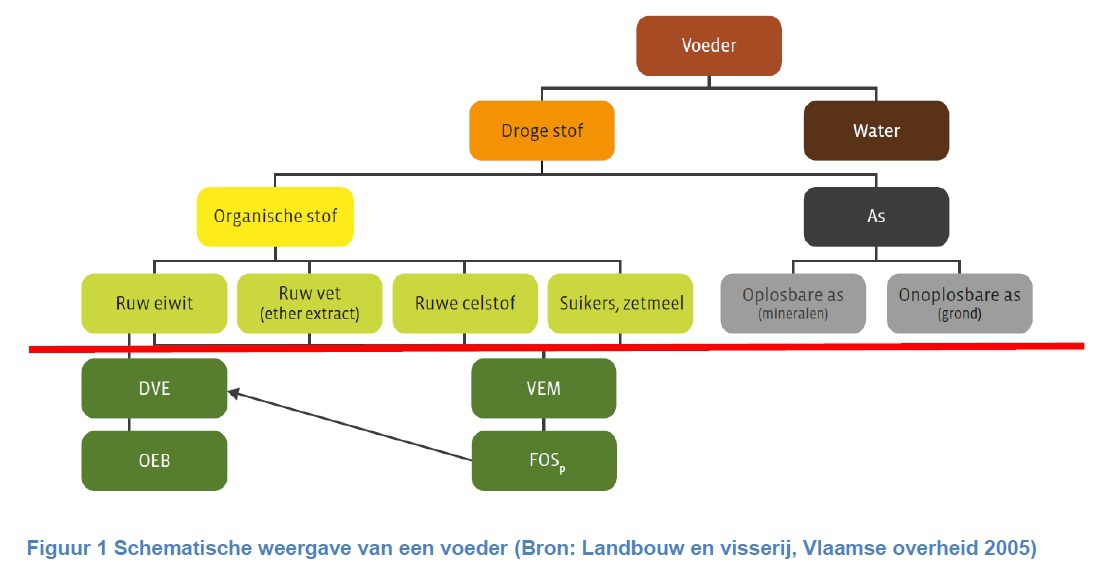 Voeder
Droge stof
Water
Organische stof
As
Ruw eiwit
Ruw vet
(ether extract)
Ruwe celstof
Suikers, zetmeel
Oplosbare as
(mineralen)
Onoplosbare as
(grond)
DVE
VEM
OEB
FOSp
Figuur 1 Schematische weergave van een voeder (Bron: Landbouw en visserij, Vlaamse overheid 2005)